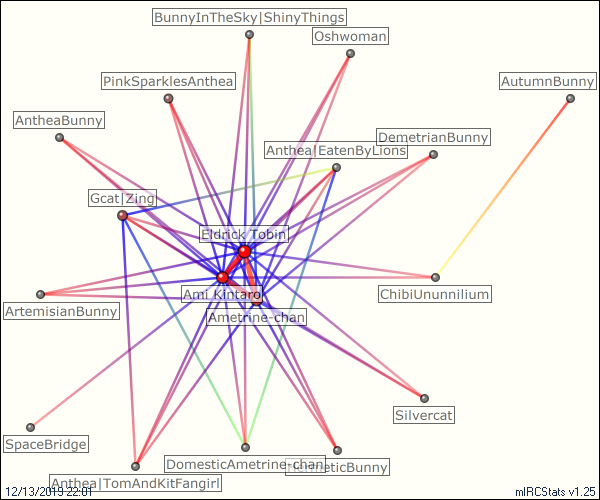 BunnyInTheSky|ShinyThings
Oshwoman
PinkSparklesAnthea
AutumnBunny
AntheaBunny
DemetrianBunny
Anthea|EatenByLions
Gcat|Zing
Eldrick Tobin
Ami Kintaro
ChibiUnunnilium
ArtemisianBunny
Ametrine-chan
Silvercat
SpaceBridge
DomesticAmetrine-chan
HermeticBunny
Anthea|TomAndKitFangirl
12/13/2019 22:01
mIRCStats v1.25